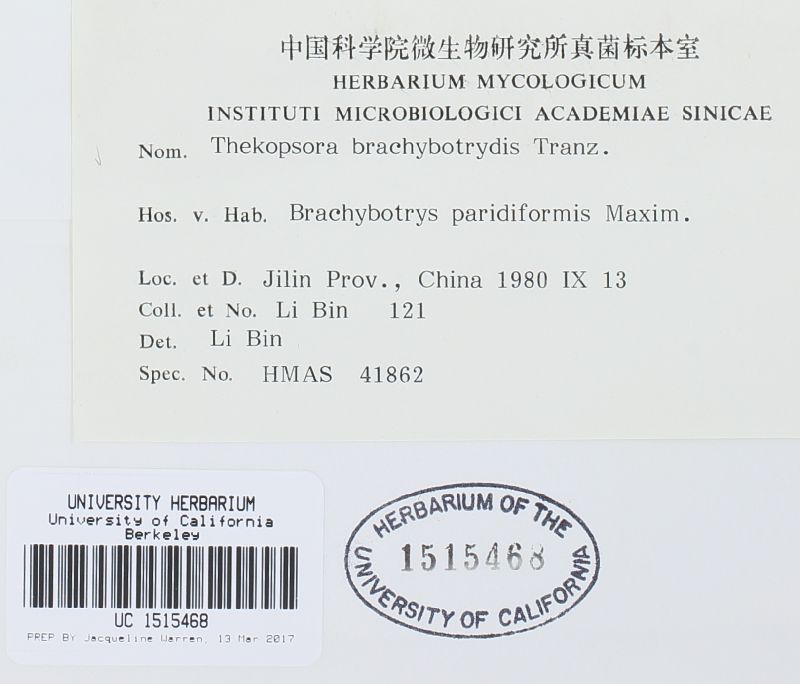 中国科学院微生物研究所真菌标本室
HERBARIUM MYCOLOGICUM
INSTITUTI MICROBIOLOGICI ACADEMIAE SINICAE
Nom. Thekopsora brachybotrydis Tranz.
Hos. v. Hab. Brachybotrys paridiformis Maxim.
Loc. et D. Jilin Prov., China 1980 IX 13
Coll. et No. Li Bin 121
Det. Li Bin
Spec. No. HMAS 41862
UNIVERSITY HERBARIUM
University of California
Berkeley
UC 1515468
PREP BY Jacqueline Warren, 13 Mar 2017
HERBARIUM OF THE
1515468
UNIVERSITY OF CALIFORNIA